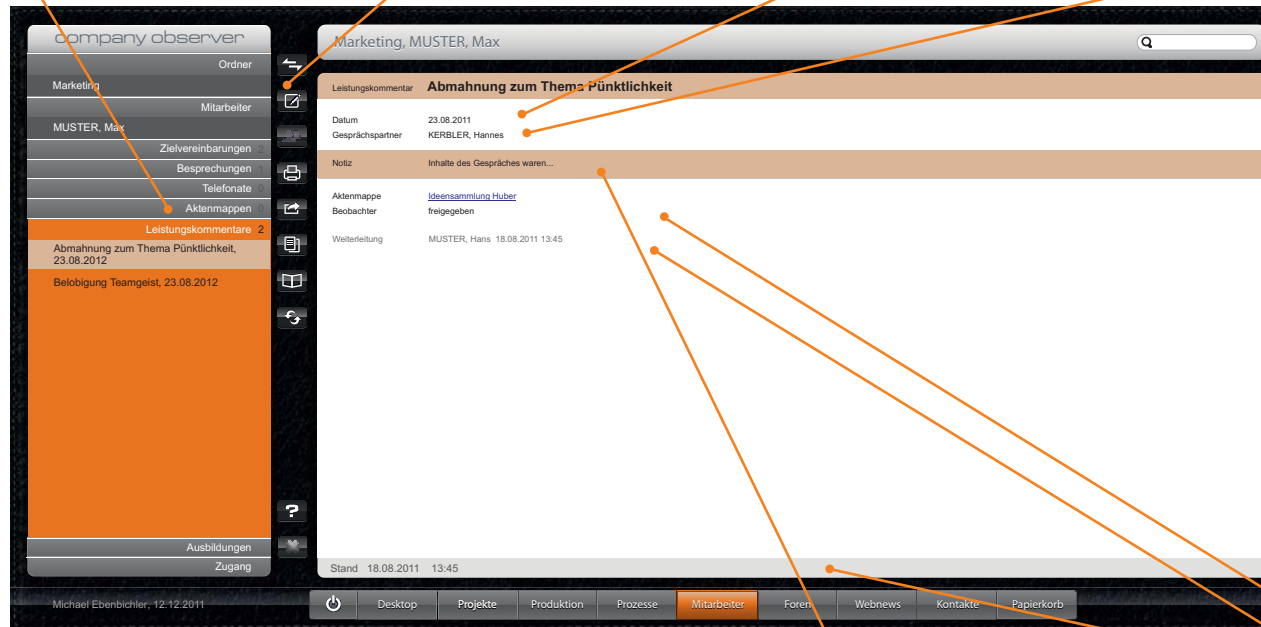 company observer
Ordner
Marketing
Mitarbeiter
MUSTER, Max
Zielvereinbarungen 2
Besprechungen 1
Telefonate 0
Aktenmappen 0
Leistungskommentare 2
Abmahnung zum Thema Pünktlichkeit,
23.08.2012
Belobigung Teamgeist, 23.08.2012
Ausbildungen
Zugang
Marketing, MUSTER, Max
Leistungskommentar Abmahnung zum Thema Pünktlichkeit
Datum 23.08.2011
Gesprächspartner KERBLER, Hannes
Notiz Inhalte des Gespräches waren...
Aktenmappe Ideensammlung Huber
Beobachter freigegeben
Weiterleitung MUSTER, Hans 18.08.2011 13:45
?
Stand 18.08.2011 13:45
Michael Ebenbichler, 12.12.2011
Desktop Projekte Produktion Prozesse Mitarbeiter Foren Webnews Kontakte Papierkorb